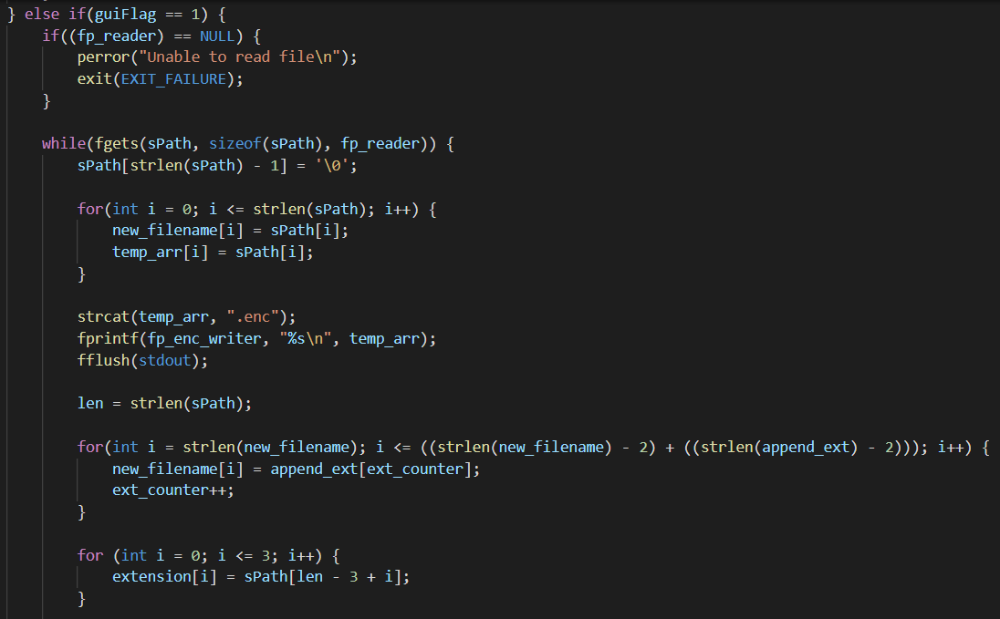 } else if(guiFlag == 1) {
if((fp_reader) == NULL) {
perror("Unable to read file\n");
exit(EXIT_FAILURE);
}
while(fgets(sPath, sizeof(sPath), fp_reader)) {
sPath[strlen(sPath) - 1] = '\0';
for(int i = 0; i <= strlen(sPath); i++) {
new_filename[i] = sPath[i];
temp_arr[i] = sPath[i];
}
strcat(temp_arr, ".enc");
fprintf(fp_enc_writer, "%s\n", temp_arr);
fflush(stdout);
len = strlen(sPath);
for(int i = strlen(new_filename); i <= ((strlen(new_filename) - 2) + ((strlen(append_ext) - 2))); i++) {
new_filename[i] = append_ext[ext_counter];
ext_counter++;
}
for (int i = 0; i <= 3; i++) {
extension[i] = sPath[len - 3 + i];
}